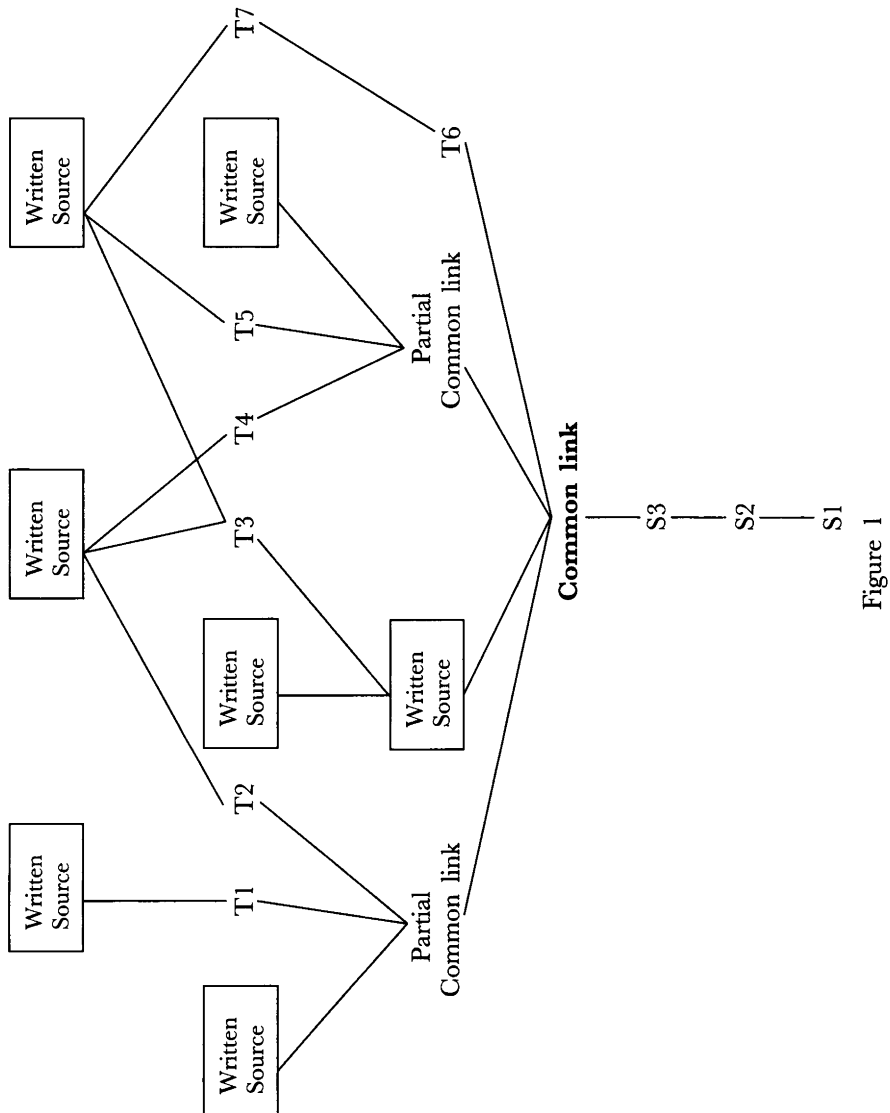 Written
Source
Written
Source
Written
Source
Written
Source
T1
T2
Written
Source
T3
T4
T5
Written
Source
T7
Partial
Common link
Written
Source
Partial
Common link
T6
Common link
S3
S2
S1
Figure 1